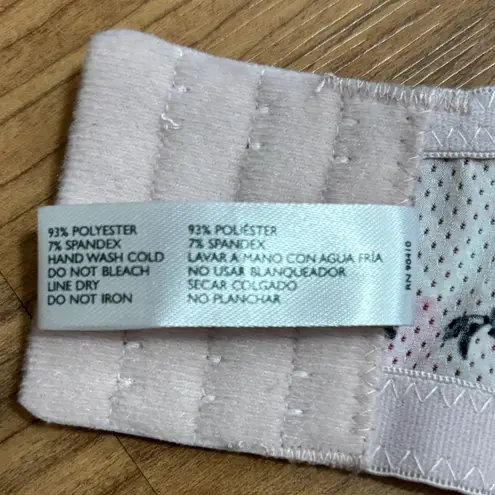 93% POLYESTER
7% SPANDEX
HAND WASH COLD
DO NOT BLEACH
LINE DRY
DO NOT IRON
93% POLIÉSTER
7% SPANDEX
LAVAR A MANO CON AGUA FRÍA
NO USAR BLANQUEADOR
SECAR COLGADO
NO PLANCHAR
RN 90410